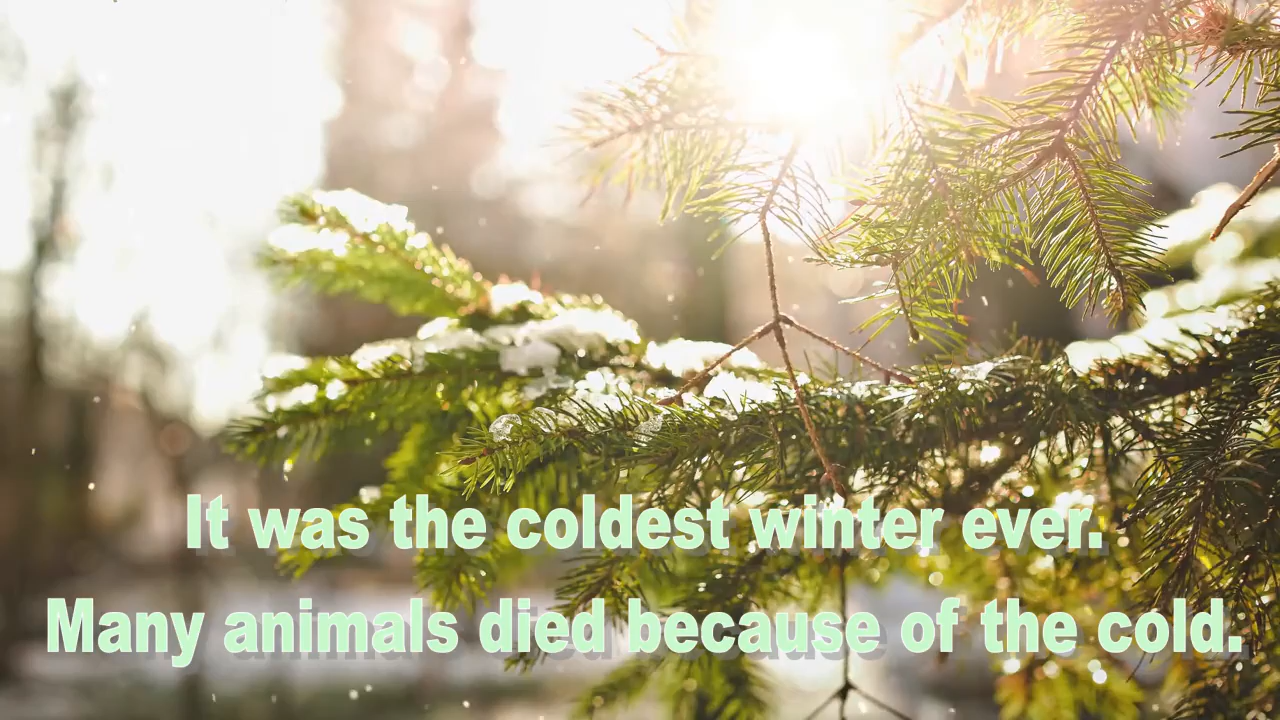 It was the coldest winter ever.
Many animals died because of the cold.